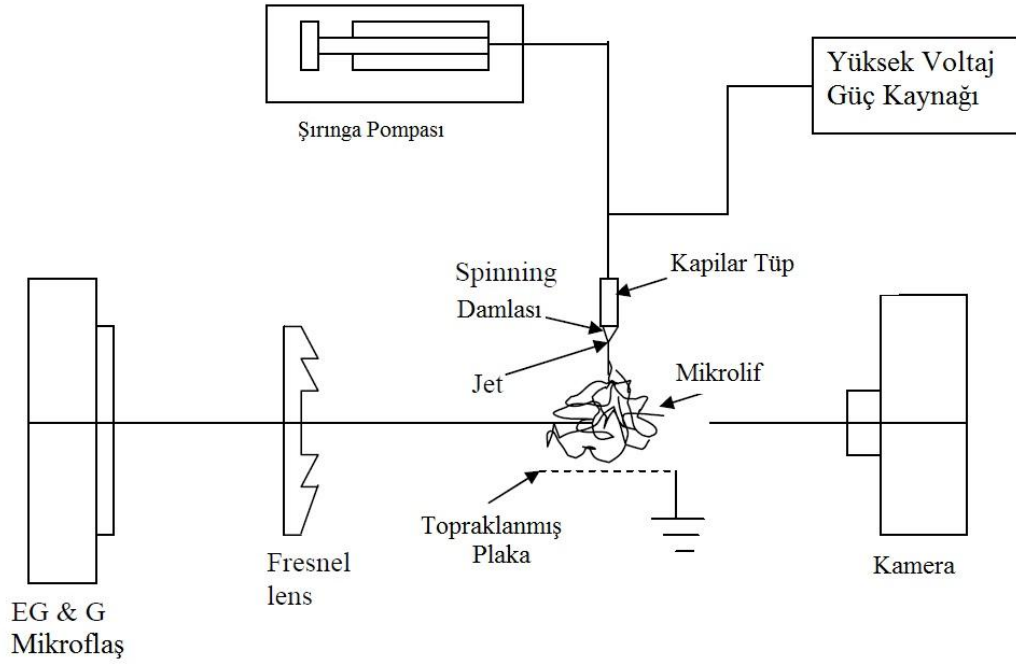 Yüksek Voltaj
Güç Kaynağı
Şırınga Pompası
Spinning
Damlası
Kapilar Tüp
Jet
Mikrolif
Topraklanmış
Plaka
Fresnel
lens
Kamera
EG & G
Mikroflaş